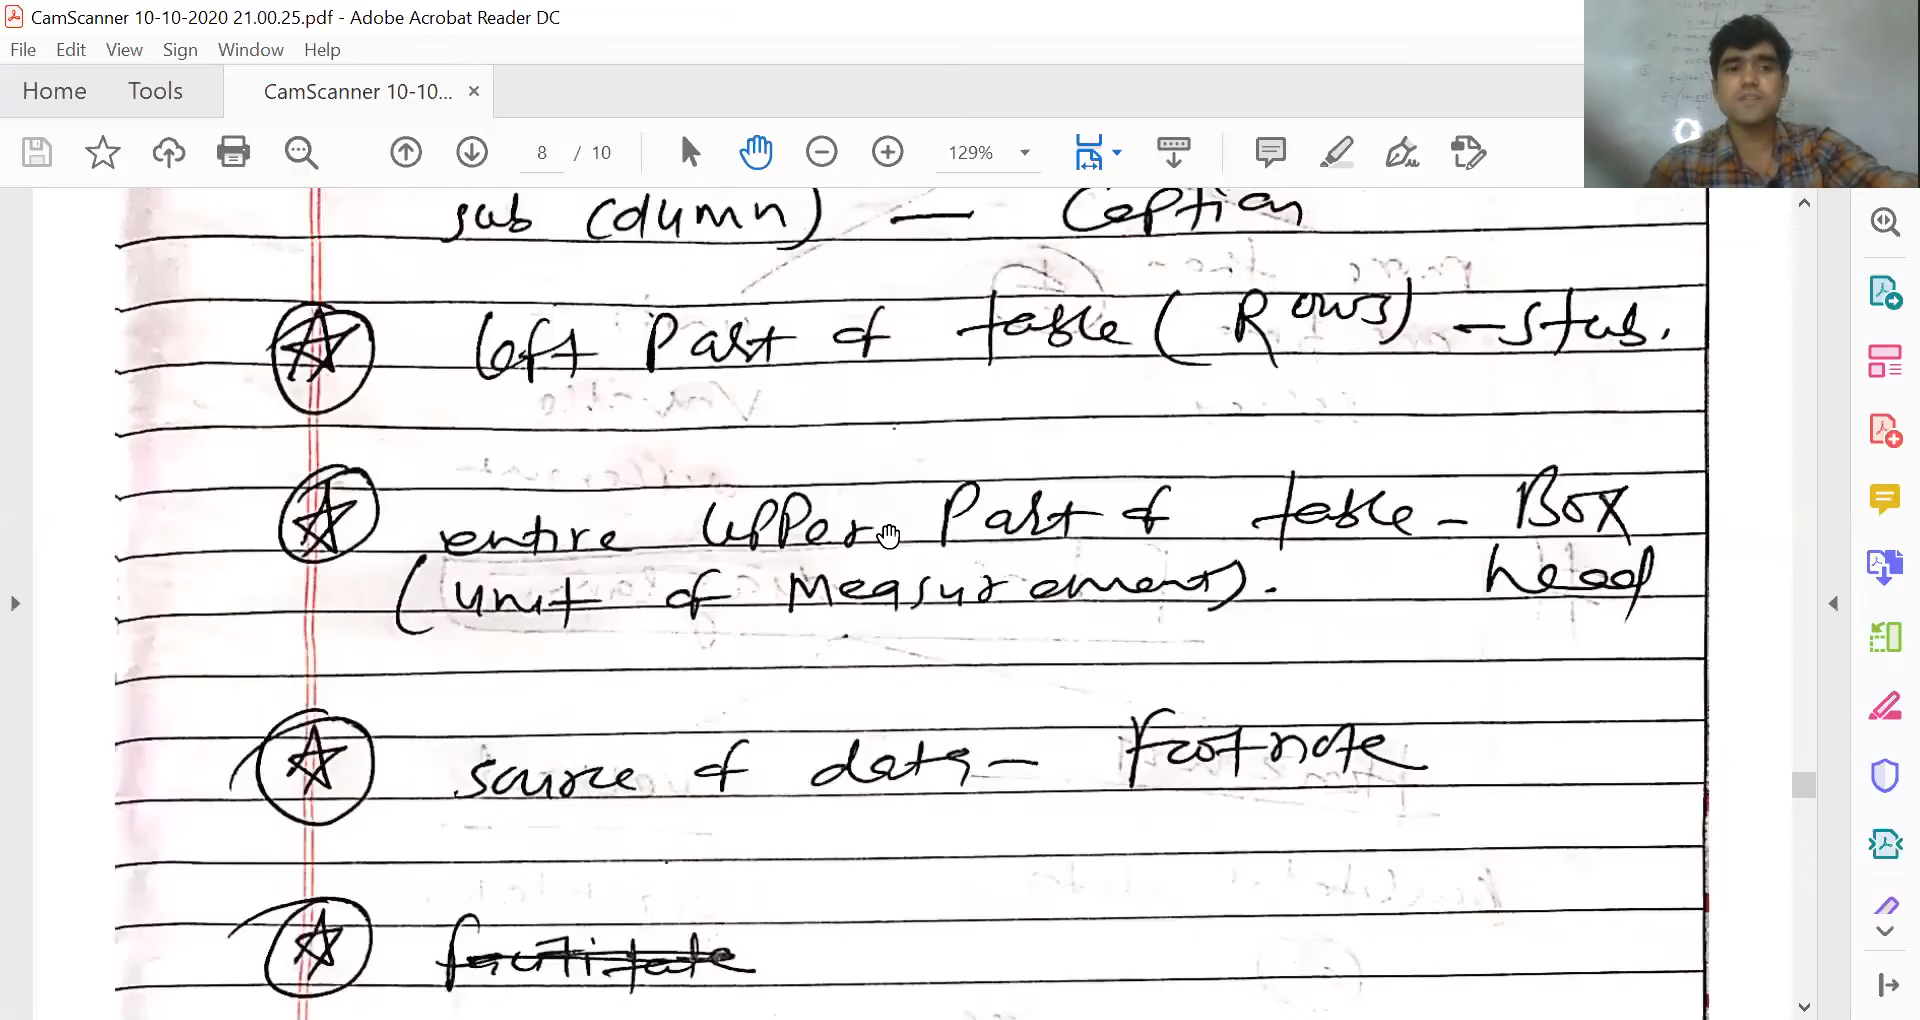 CamScanner 10-10-2020 21.00.25.pdf - Adobe Acrobat Reader DC
File Edit View Sign Window Help
Home Tools CamScanner 10-10... ×
8 / 10 129%
sub column) — Caption
left Part of table (Rows) - stub.
entire upper Part of table - Box
(unit of Measurement). head
source of data - footnote
facilitate